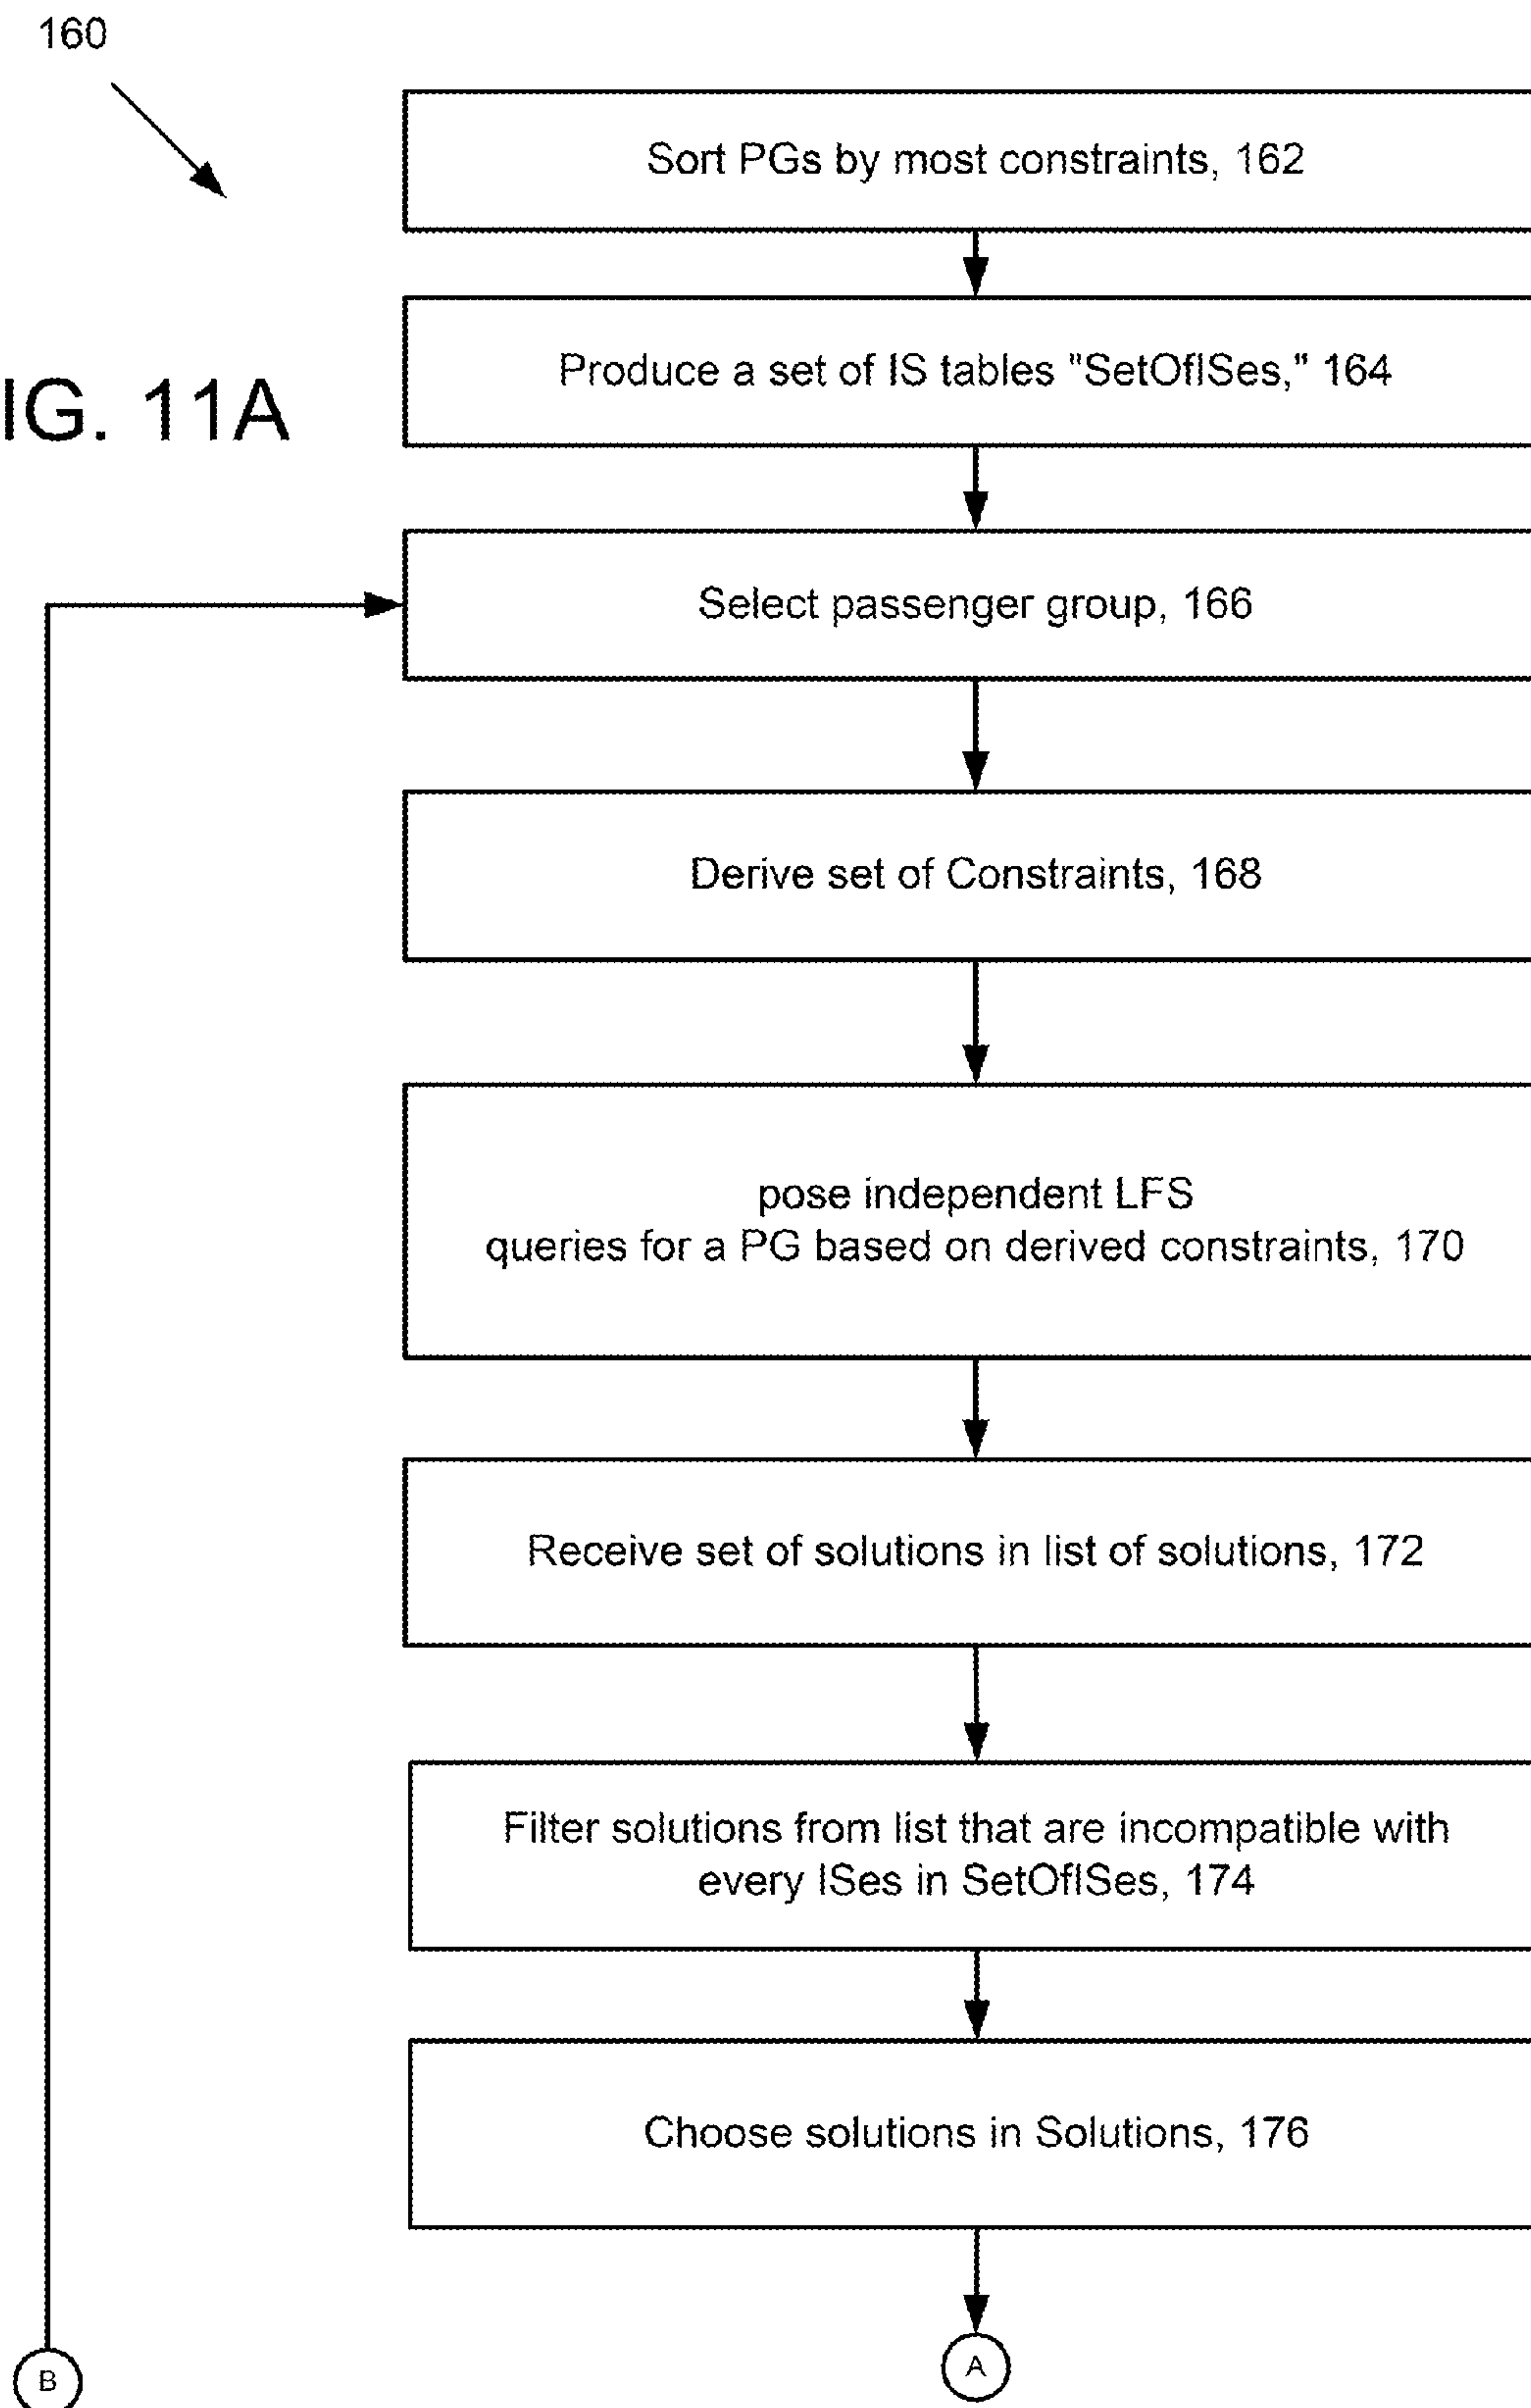 160
Sort PGs by most constraints, 162
Produce a set of IS tables "SetOfISes," 164
IG. 11A
Select passenger group, 166
Derive set of Constraints, 168
pose independent LFS
queries for a PG based on derived constraints, 170
Receive set of solutions in list of solutions, 172
Filter solutions from list that are incompatible with
every ISes in SetOfISes, 174
Choose solutions in Solutions, 176
B
A